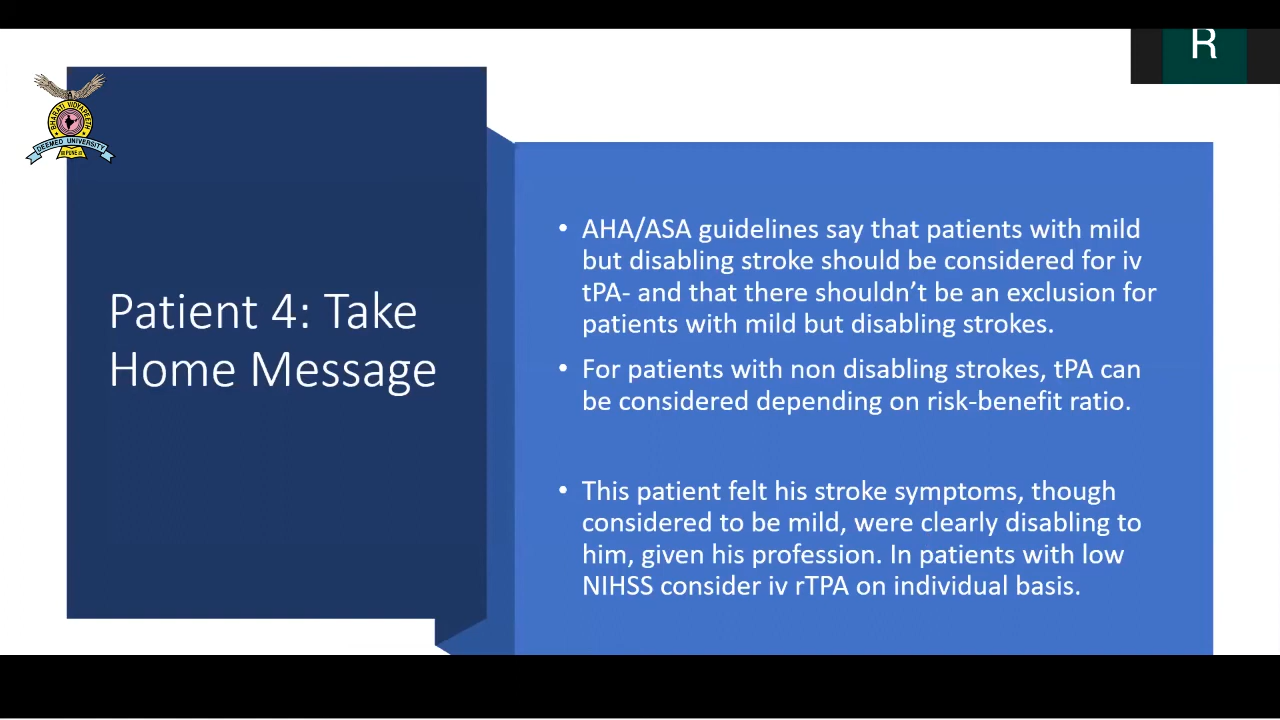 R
BHARATI VIDYAPEETH
DEEMED UNIVERSITY
Patient 4: Take
Home Message
• AHA/ASA guidelines say that patients with mild
but disabling stroke should be considered for iv
tPA- and that there shouldn’t be an exclusion for
patients with mild but disabling strokes.
• For patients with non disabling strokes, tPA can
be considered depending on risk-benefit ratio.
• This patient felt his stroke symptoms, though
considered to be mild, were clearly disabling to
him, given his profession. In patients with low
NIHSS consider iv rTPA on individual basis.